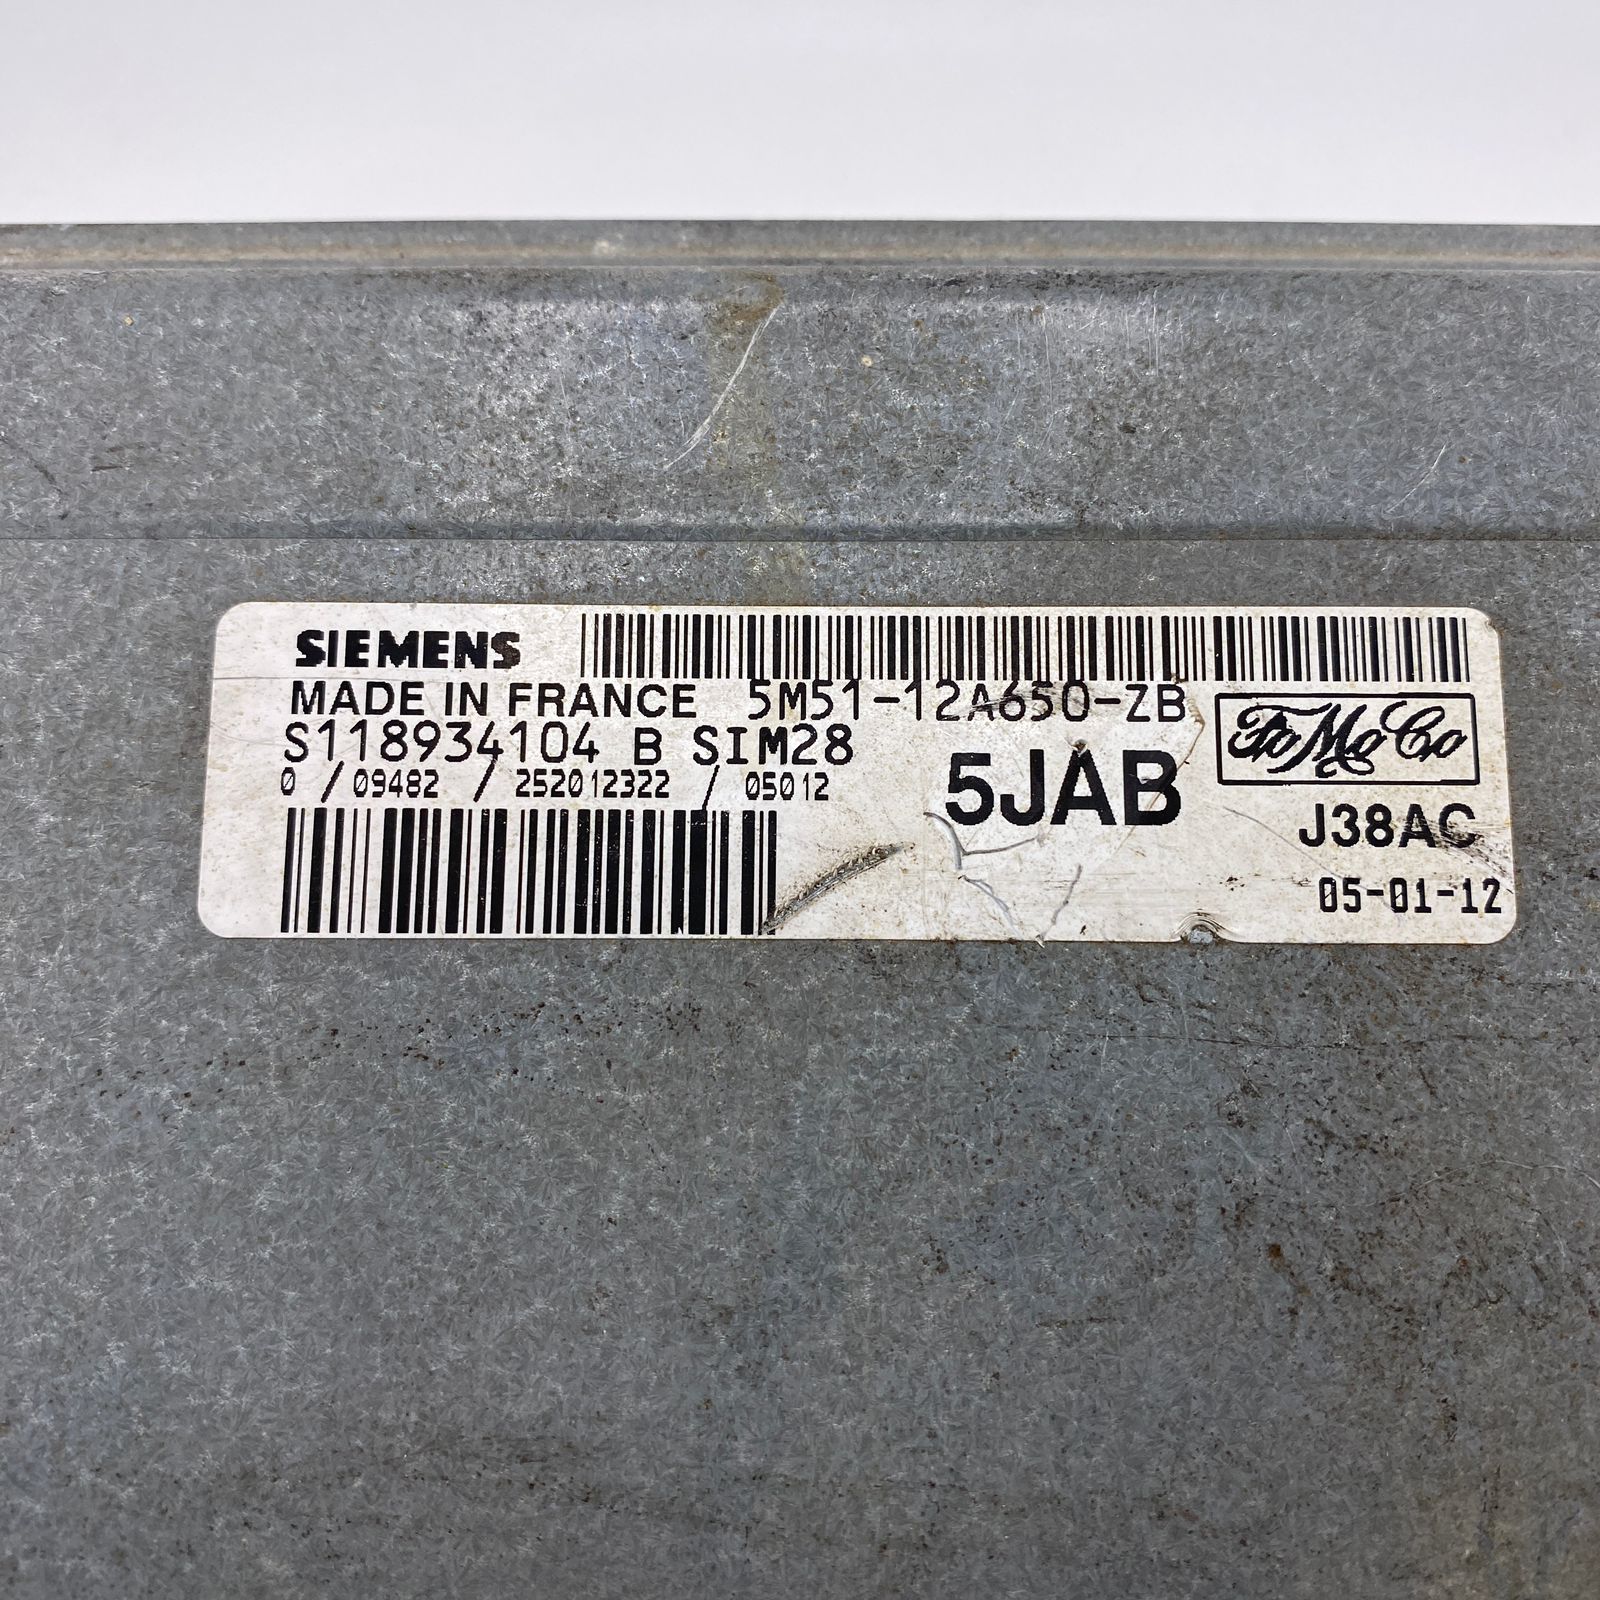 SIEMENS
MADE IN FRANCE 5M51-12A650-ZB
S118934104 B SIM28
0 / 09482 / 252012322 / 05012
5JAB
FoMoCo
J38AC
05-01-12